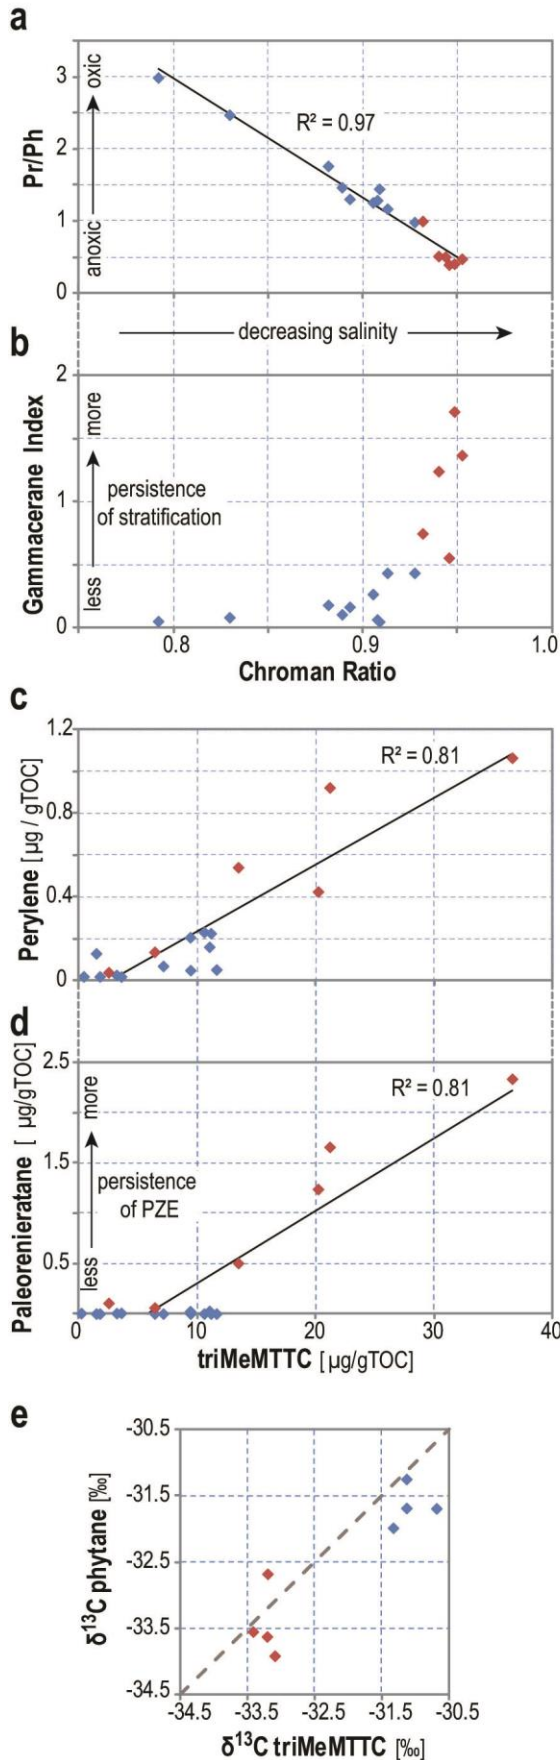 a
Pr/Ph
anoxic
oxic
3
2
1
0
R² = 0.97
decreasing salinity
b
Gammacerane Index
less
more
2
1
0
persistence
of stratification
0.8
0.9
1.0
Chroman Ratio
c
Perylene [µg / gTOC]
1.2
0.8
0.4
0
R² = 0.81
d
Paleorenieratane [ µg/gTOC]
less
more
2.5
1.5
0.5
R² = 0.81
persistence
of PZE
0
10
20
30
40
triMeMTTC [µg/gTOC]
e
δ¹³C phytane [‰]
-30.5
-31.5
-32.5
-33.5
-34.5
-34.5
-33.5
-32.5
-31.5
-30.5
δ¹³C triMeMTTC [‰]